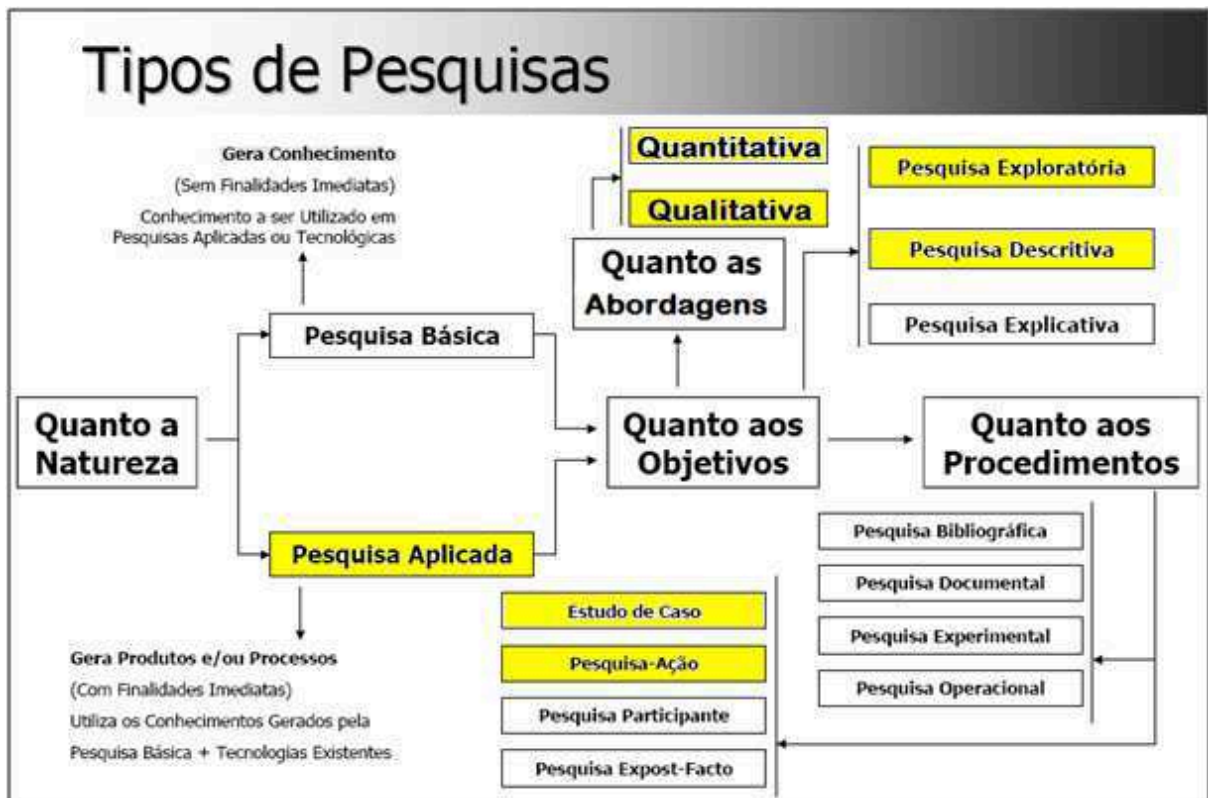 Tipos de Pesquisas
Gera Conhecimento
(Sem Finalidades Imediatas)
Conhecimento a ser Utilizado em
Pesquisas Aplicadas ou Tecnológicas
Quantitativa
Qualitativa
Quanto as
Abordagens
Pesquisa Exploratória
Pesquisa Descritiva
Pesquisa Explicativa
Pesquisa Básica
Quanto a
Natureza
Quanto aos
Objetivos
Quanto aos
Procedimentos
Pesquisa Aplicada
Gera Produtos e/ou Processos
(Com Finalidades Imediatas)
Utiliza os Conhecimentos Gerados pela
Pesquisa Básica + Tecnologias Existentes
Estudo de Caso
Pesquisa-Ação
Pesquisa Participante
Pesquisa Expost-Facto
Pesquisa Bibliográfica
Pesquisa Documental
Pesquisa Experimental
Pesquisa Operacional